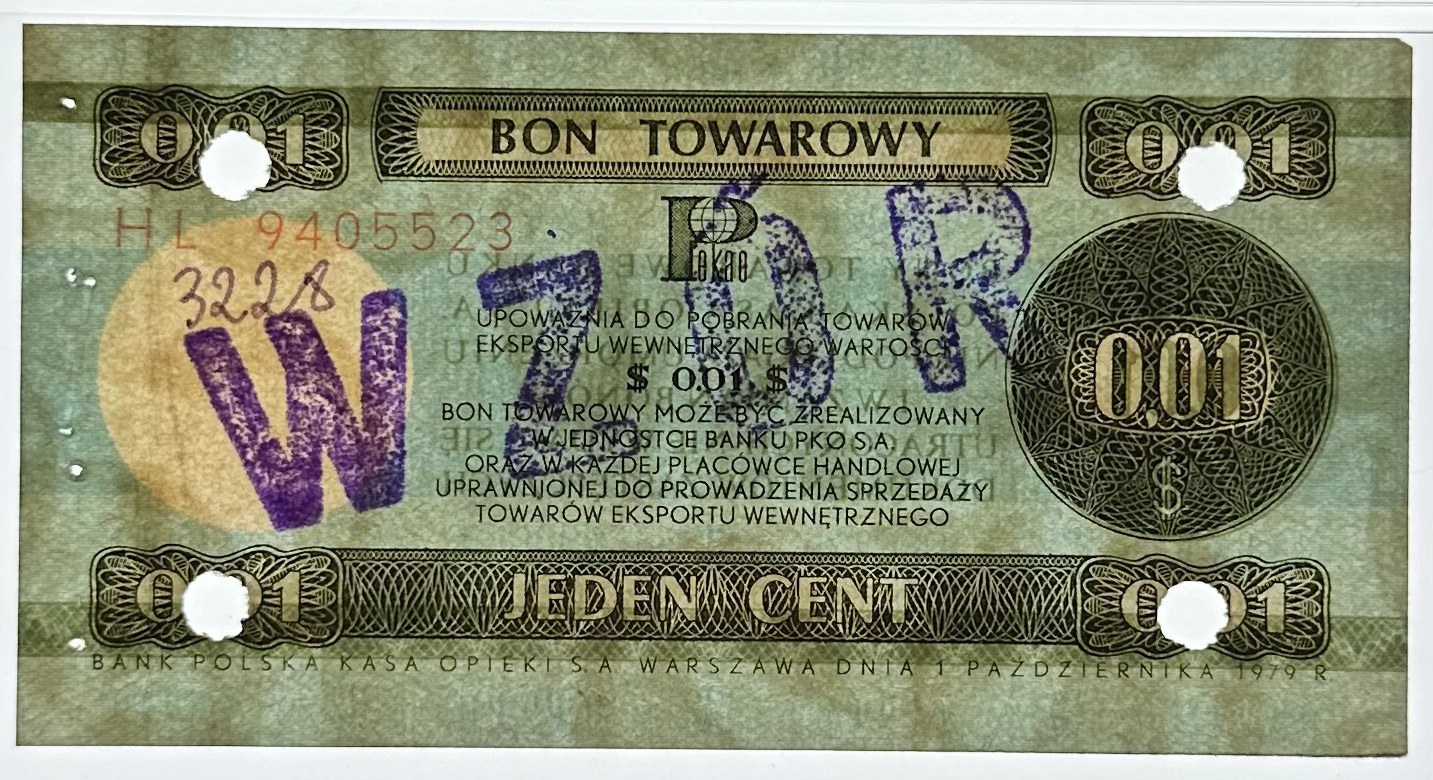 0,01 BON TOWAROWY 0,01
HL 9405523
3228
Pekao
WZÓR
UPOWAŻNIA DO POBRANIA TOWARÓW
EKSPORTU WEWNĘTRZNEGO WARTOŚCI
$ 0.01 $
BON TOWAROWY MOŻE BYĆ ZREALIZOWANY
W JEDNOSTCE BANKU PKO S.A.
ORAZ W KAŻDEJ PLACÓWCE HANDLOWEJ
UPRAWNIONEJ DO PROWADZENIA SPRZEDAŻY
TOWARÓW EKSPORTU WEWNĘTRZNEGO
0,01
$
0,01 JEDEN CENT 0,01
BANK POLSKA KASA OPIEKI S.A. WARSZAWA DNIA 1 PAŹDZIERNIKA 1979 R.